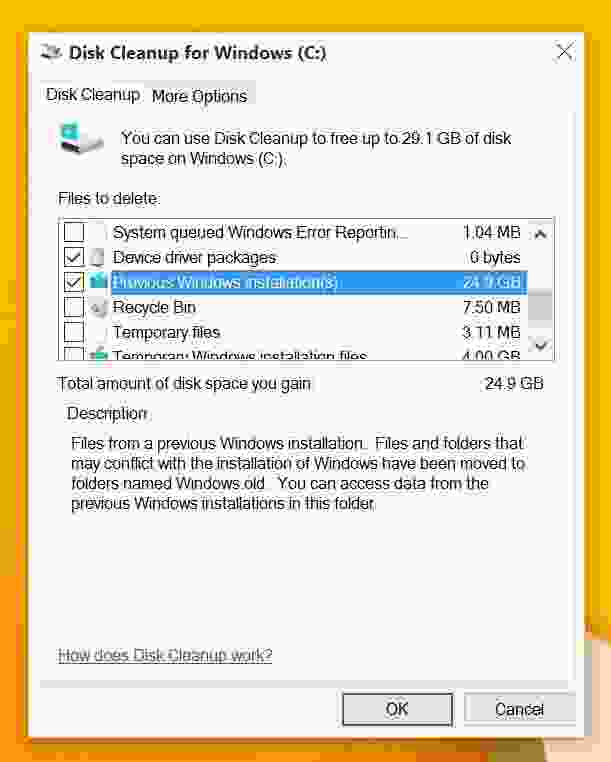 Disk Cleanup for Windows (C:)
Disk Cleanup
More Options
You can use Disk Cleanup to free up to 29.1 GB of disk
space on Windows (C:).
Files to delete:
System queued Windows Error Reportin... 1.04 MB
Device driver packages 0 bytes
Previous Windows installation(s) 24.9 GB
Recycle Bin 7.50 MB
Temporary files 3.11 MB
Temporary Windows installation files 4.00 GB
Total amount of disk space you gain: 24.9 GB
Description
Files from a previous Windows installation. Files and folders that
may conflict with the installation of Windows have been moved to
folders named Windows.old. You can access data from the
previous Windows installations in this folder.
How does Disk Cleanup work?
OK
Cancel